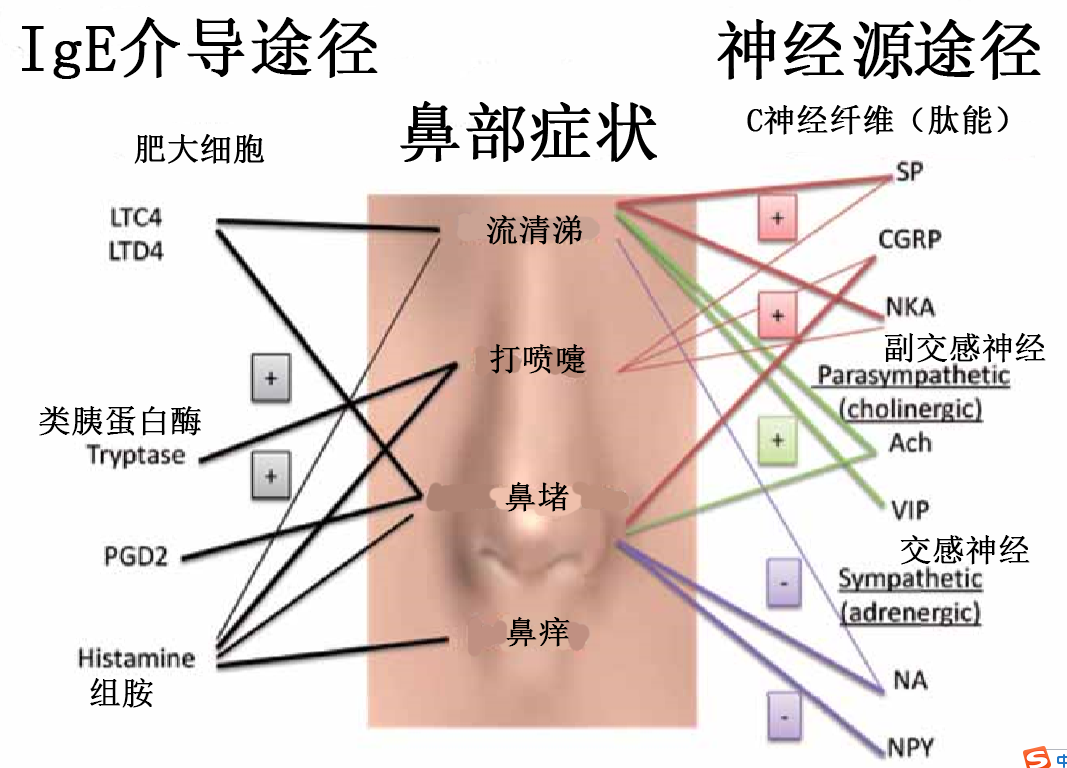 IgE介导途径
神经源途径
鼻部症状
C神经纤维（肽能）
肥大细胞
SP
LTC4
流清涕
+
CGRP
LTD4
NKA
+
副交感神经
打喷嚏
Parasympathetic
+
(cholinergic)
类胰蛋白酶
Ach
+
Tryptase
+
鼻堵
VIP
PGD2
交感神经
Sympathetic
-
(adrenergic)
鼻痒
Histamine
NA
组胺
-
NPY
S中